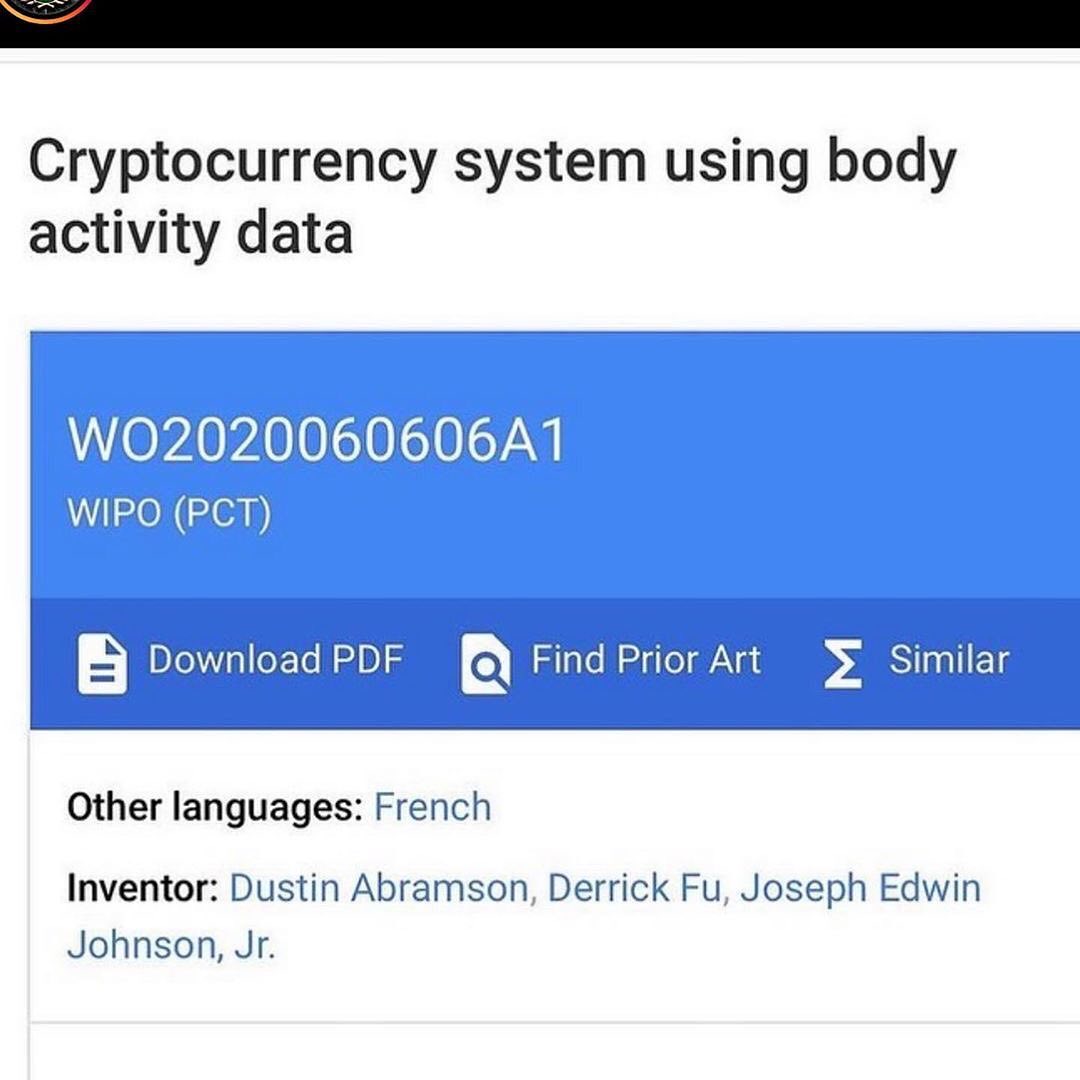 Cryptocurrency system using body
activity data
WO2020060606A1
WIPO (PCT)
Download PDF
Find Prior Art
Similar
Other languages: French
Inventor: Dustin Abramson, Derrick Fu, Joseph Edwin
Johnson, Jr.